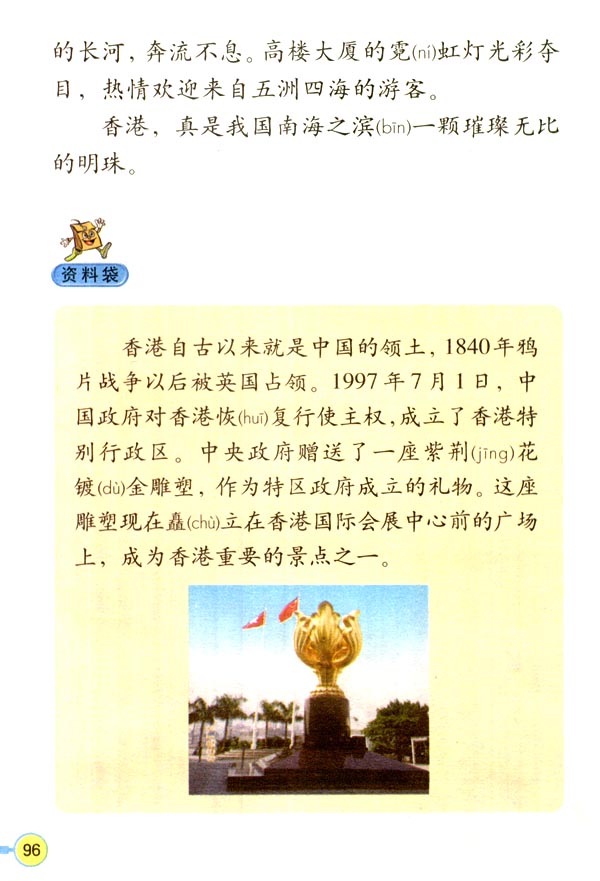 的长河，奔流不息。高楼大厦的霓(ní)虹灯光彩夺
目，热情欢迎来自五洲四海的游客。
香港，真是我国南海之滨(bīn)一颗璀璨无比
的明珠。
资料袋
香港自古以来就是中国的领土，1840年鸦
片战争以后被英国占领。1997年7月1日，中
国政府对香港恢(huī)复行使主权，成立了香港特
别行政区。中央政府赠送了一座紫荆(jīng)花
镀(dù)金雕塑，作为特区政府成立的礼物。这座
雕塑现在矗(chù)立在香港国际会展中心前的广场
上，成为香港重要的景点之一。
96